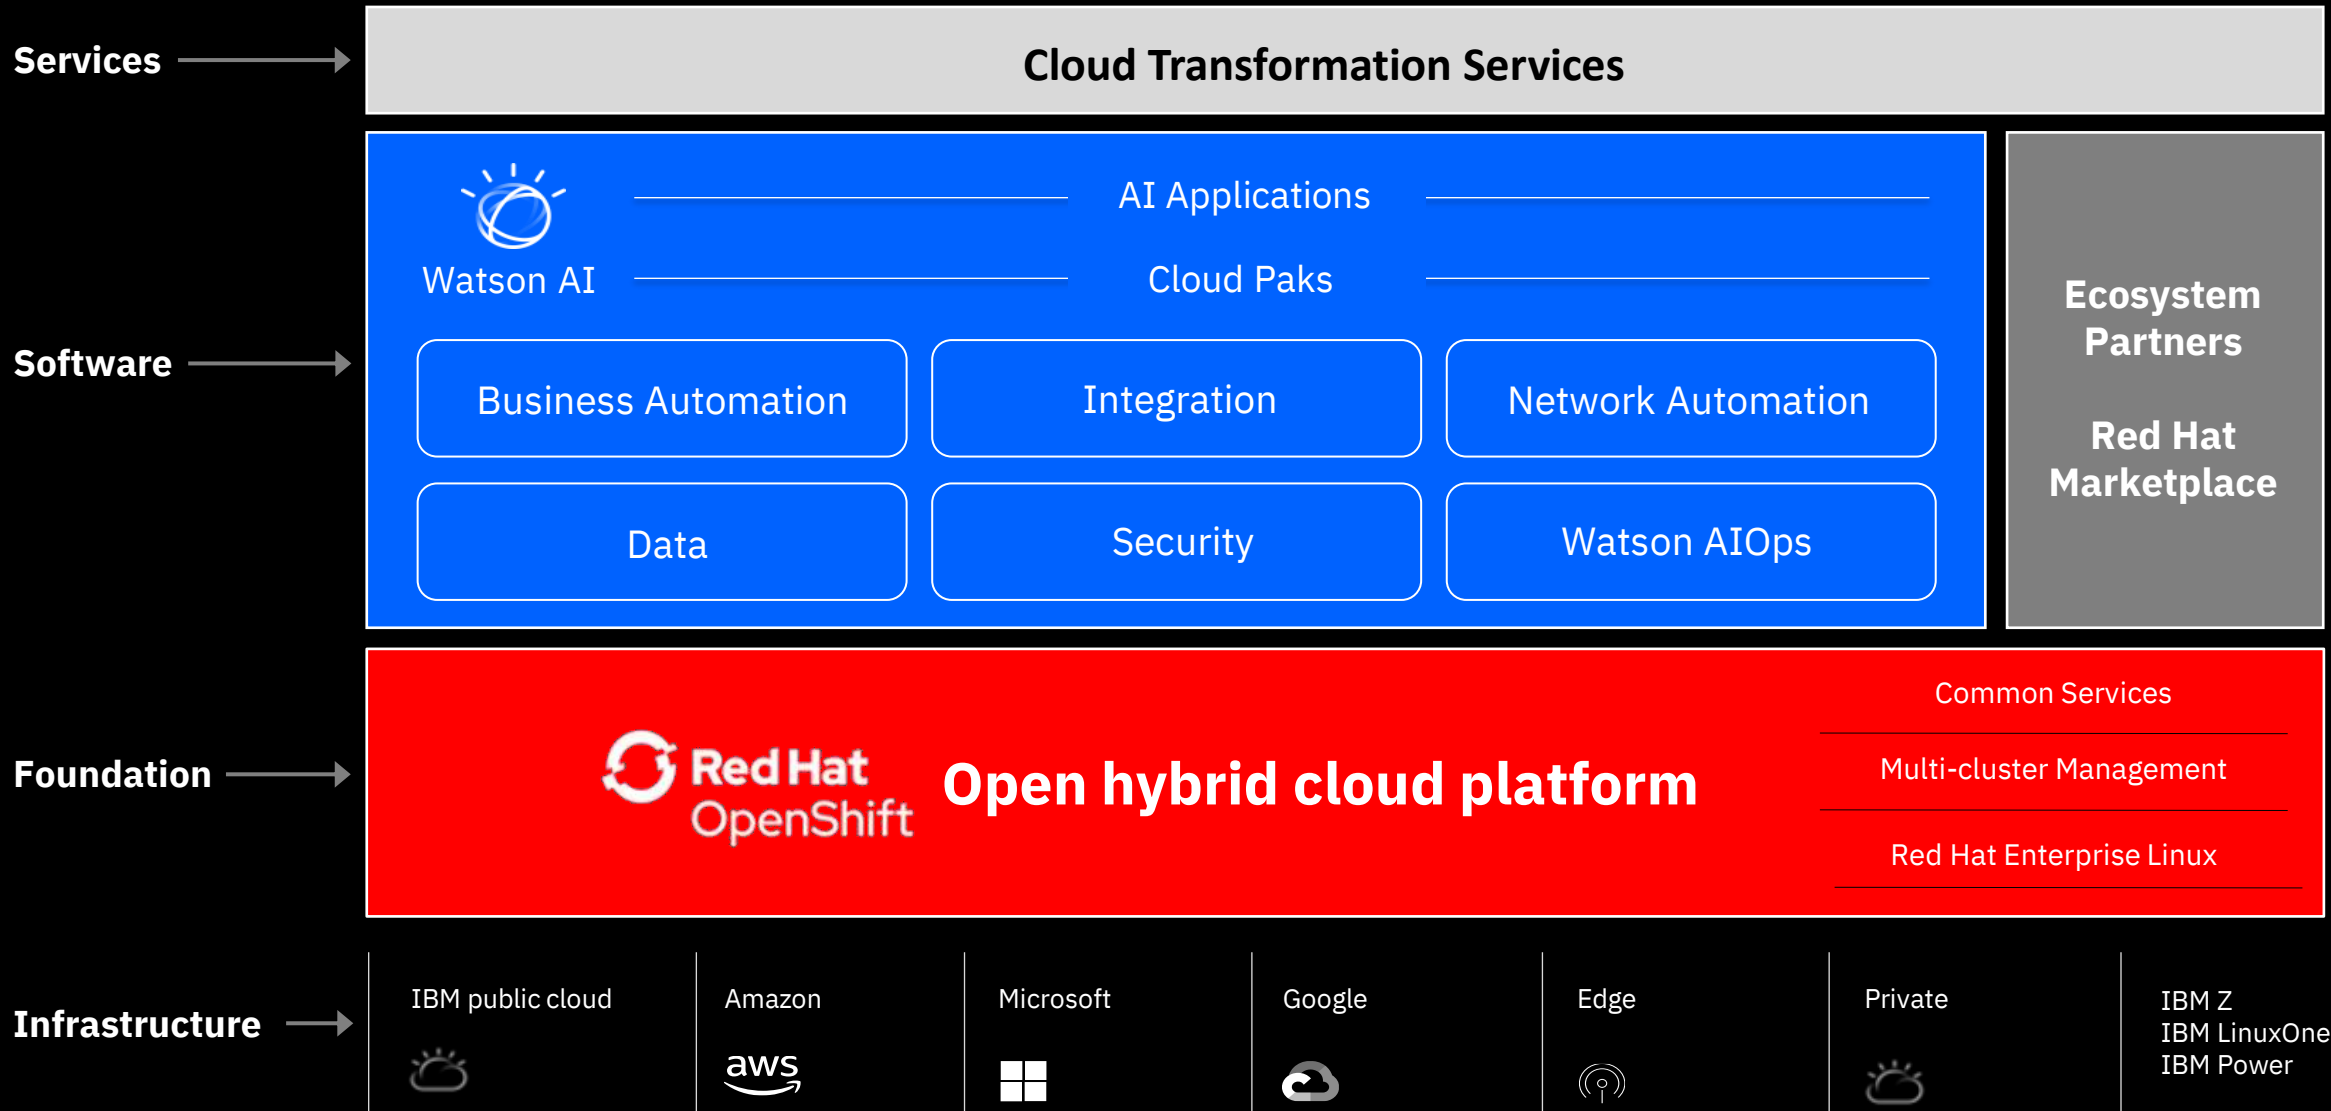 Services
Cloud Transformation Services
Software
Watson AI
AI Applications
Cloud Paks
Business Automation
Integration
Network Automation
Data
Security
Watson AIOps
Ecosystem
Partners
Red Hat
Marketplace
Foundation
Red Hat
OpenShift
Open hybrid cloud platform
Common Services
Multi-cluster Management
Red Hat Enterprise Linux
Infrastructure
IBM public cloud
Amazon
aws
Microsoft
Google
Edge
Private
IBM Z
IBM LinuxOne
IBM Power